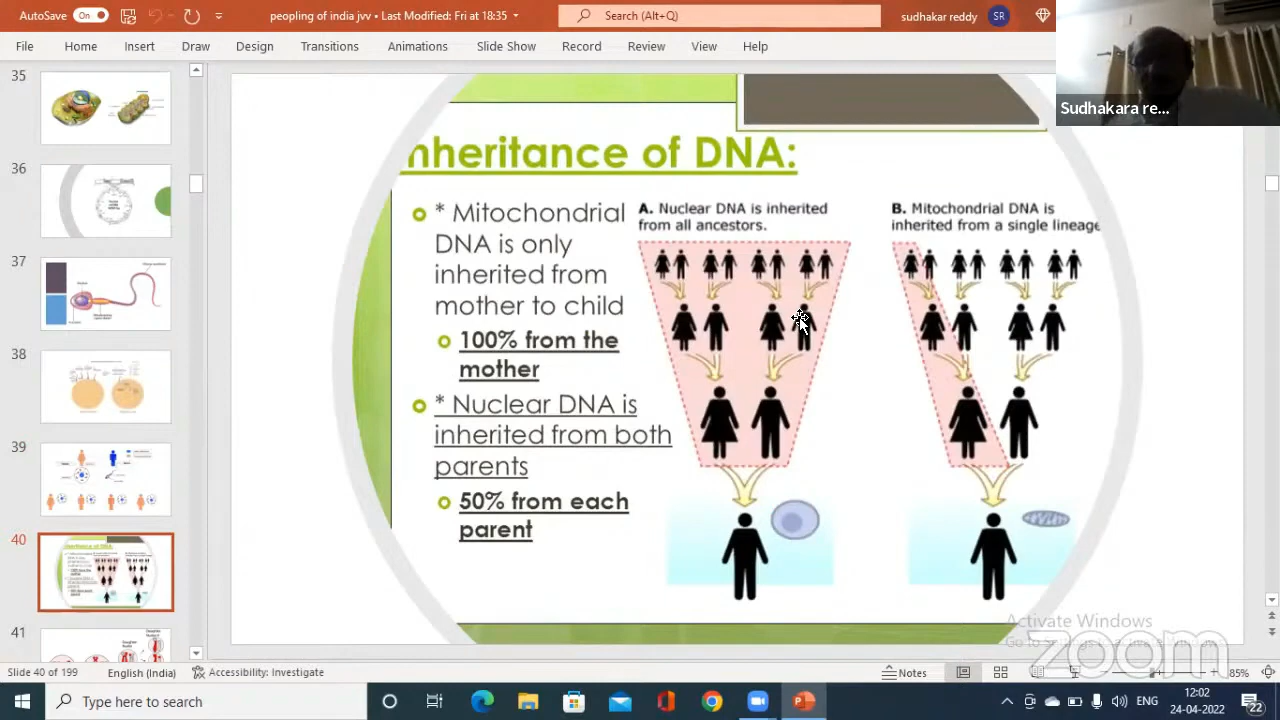 AutoSave On peopling of india jvv • Last Modified: Fri at 18:35 Search (Alt+Q) sudhakar reddy SR
File Home Insert Draw Design Transitions Animations Slide Show Record Review View Help
Sudhakara re...
35
36
37
38
39
40
41
nheritance of DNA:
* Mitochondrial
DNA is only
inherited from
mother to child
100% from the
mother
* Nuclear DNA is
inherited from both
parents
50% from each
parent
A. Nuclear DNA is inherited
from all ancestors.
B. Mitochondrial DNA is
inherited from a single lineage
Activate Windows
zoom
Slide 40 of 199 English (India) Accessibility: Investigate Notes 85%
Type here to search
ENG
12:02
24-04-2022
22